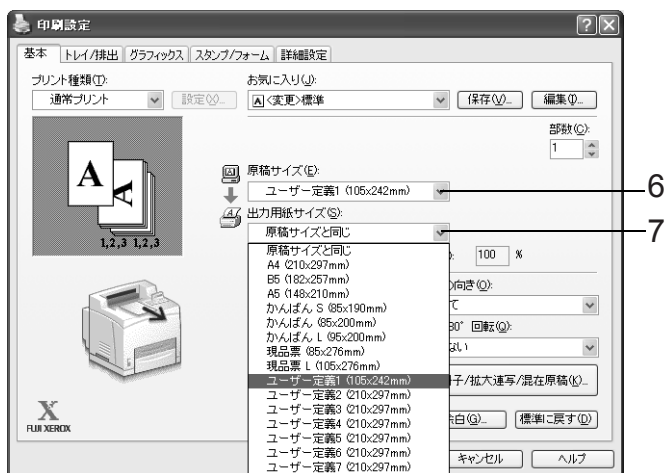 印刷設定
基本 トレイ/排出 グラフィックス スタンプ/フォーム 詳細設定
プリント種類(T):
通常プリント 設定(X)...
お気に入り(J):
A <変更>標準 保存(V)... 編集(I)...
部数(C):
1
A A
1,2,3 1,2,3
原稿サイズ(E):
ユーザー定義1 (105x242mm) 6
出力用紙サイズ(S):
原稿サイズと同じ 7
原稿サイズと同じ
A4 (210x297mm)
B5 (182x257mm)
A5 (148x210mm)
かんばん S (85x190mm)
かんばん (85x200mm)
かんばん L (95x200mm)
現品票 (85x276mm)
現品票 L (105x276mm)
ユーザー定義1 (105x242mm)
ユーザー定義2 (210x297mm)
ユーザー定義3 (210x297mm)
ユーザー定義4 (210x297mm)
ユーザー定義5 (210x297mm)
ユーザー定義6 (210x297mm)
ユーザー定義7 (210x297mm)
100 %
向き(O):
て
80° 回転(Q):
ない
子/拡大連写/混在原稿(K)...
余白(G)... 標準に戻す(D)
キャンセル ヘルプ
X
FUJI XEROX